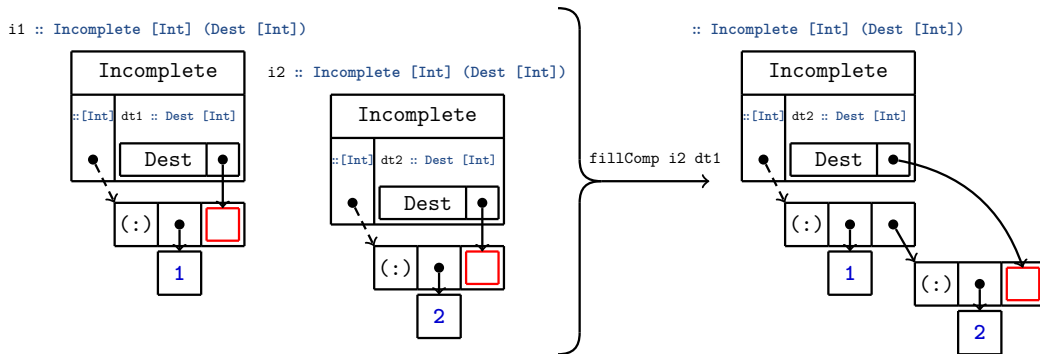 i1 :: Incomplete [Int] (Dest [Int])
Incomplete
::[Int] dt1 :: Dest [Int]
Dest
(:)
1
i2 :: Incomplete [Int] (Dest [Int])
Incomplete
::[Int] dt2 :: Dest [Int]
Dest
(:)
2
fillComp i2 dt1
:: Incomplete [Int] (Dest [Int])
Incomplete
::[Int] dt2 :: Dest [Int]
Dest
(:)
1
(:)
2